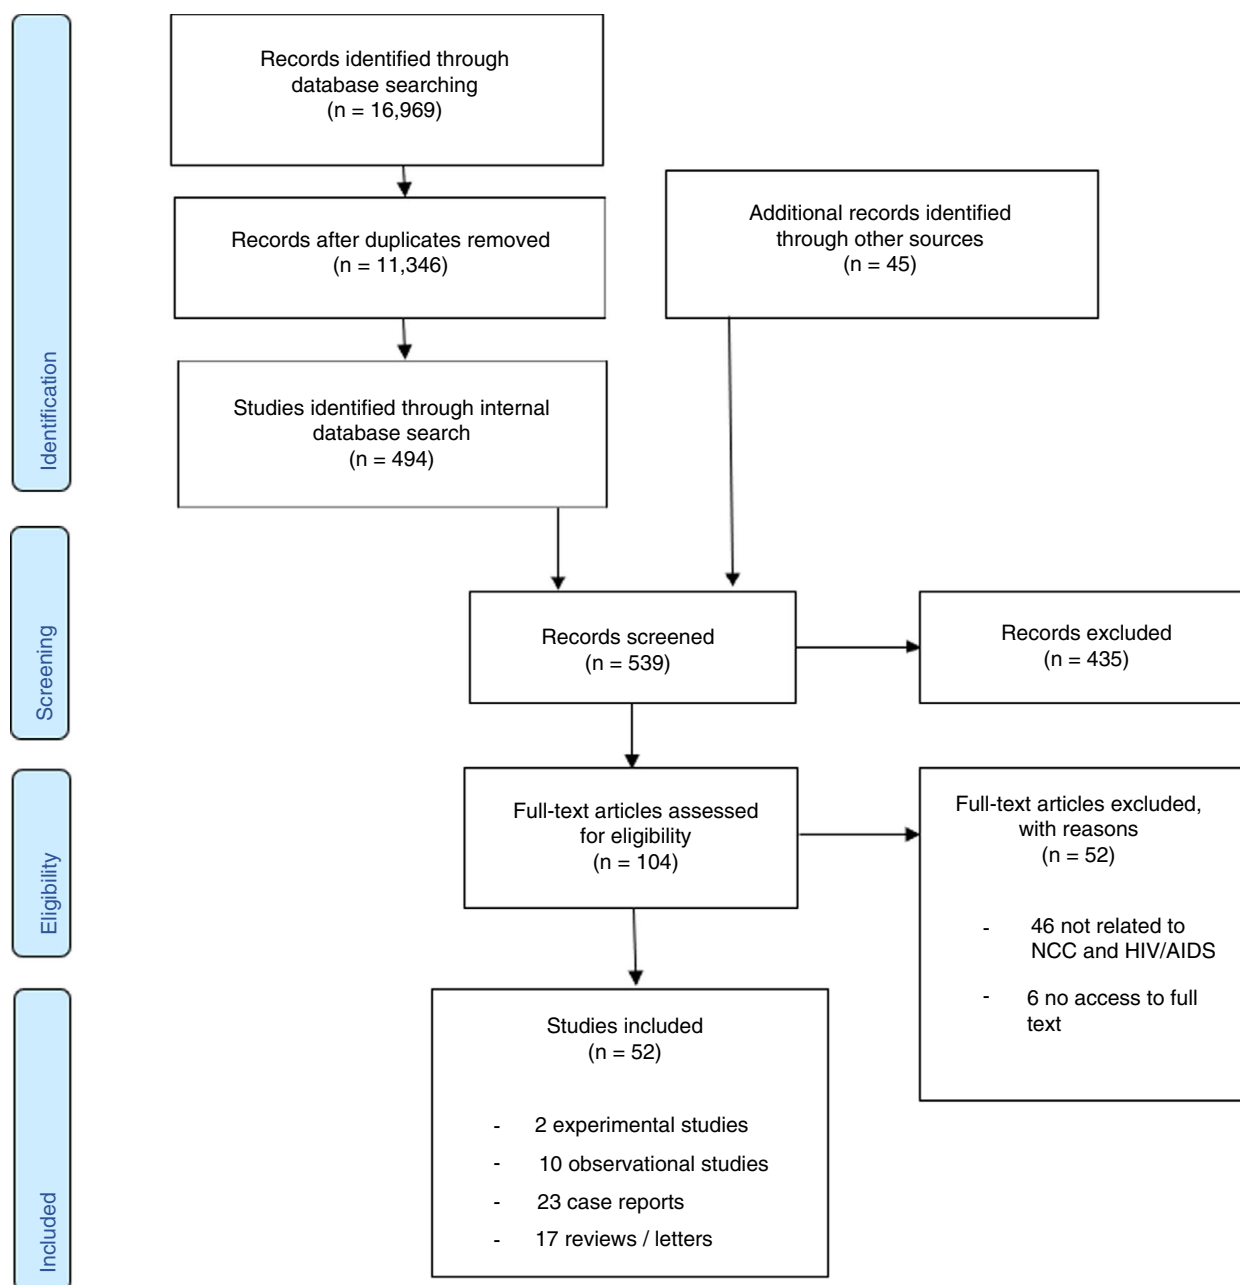 Identification
Records identified through
database searching
(n = 16,969)
Records after duplicates removed
(n = 11,346)
Additional records identified
through other sources
(n = 45)
Studies identified through internal
database search
(n = 494)
Screening
Records screened
(n = 539)
Records excluded
(n = 435)
Eligibility
Full-text articles assessed
for eligibility
(n = 104)
Full-text articles excluded,
with reasons
(n = 52)
- 46 not related to
NCC and HIV/AIDS
- 6 no access to full
text
Included
Studies included
(n = 52)
- 2 experimental studies
- 10 observational studies
- 23 case reports
- 17 reviews / letters